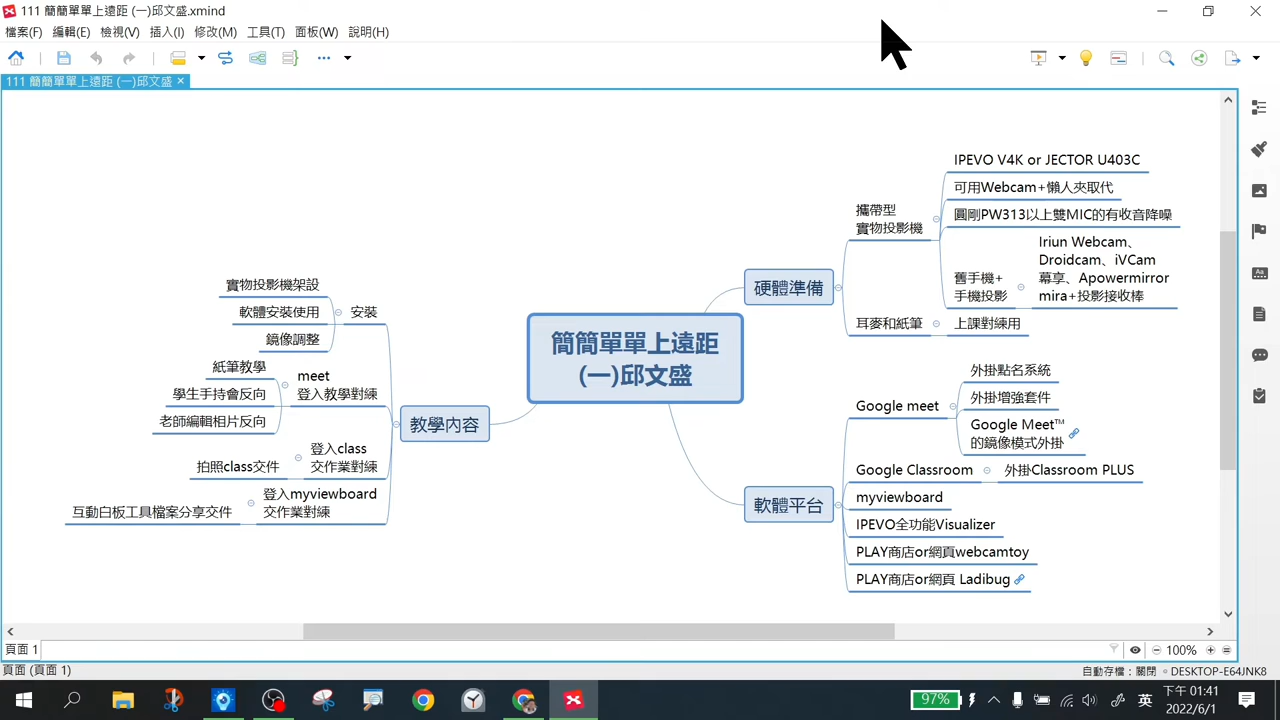 111 簡簡單單上遠距 (一)邱文盛.xmind
檔案(F) 編輯(E) 檢視(V) 插入(I) 修改(M) 工具(T) 面板(W) 說明(H)
111 簡簡單單上遠距 (一)邱文盛
簡簡單單上遠距
(一)邱文盛
硬體準備
攜帶型
實物投影機
IPEVO V4K or JECTOR U403C
可用Webcam+懶人夾取代
圓剛PW313以上雙MIC的有收音降噪
舊手機+
手機投影
Iriun Webcam、
Droidcam、iVCam
幕享、Apowermirror
mira+投影接收棒
耳麥和紙筆
上課對練用
軟體平台
Google meet
外掛點名系統
外掛增強套件
Google Meet™
的鏡像模式外掛
Google Classroom
外掛Classroom PLUS
myviewboard
IPEVO全功能Visualizer
PLAY商店or網頁webcamtoy
PLAY商店or網頁 Ladibug
教學內容
安裝
實物投影機架設
軟體安裝使用
鏡像調整
meet
登入教學對練
紙筆教學
學生手持會反向
老師編輯相片反向
登入class
交作業對練
拍照class交件
登入myviewboard
交作業對練
互動白板工具檔案分享交件
頁面 1
100%
頁面 (頁面 1)
自動存檔：關閉 。DESKTOP-E64JNK8
97%
英
下午 01:41
2022/6/1